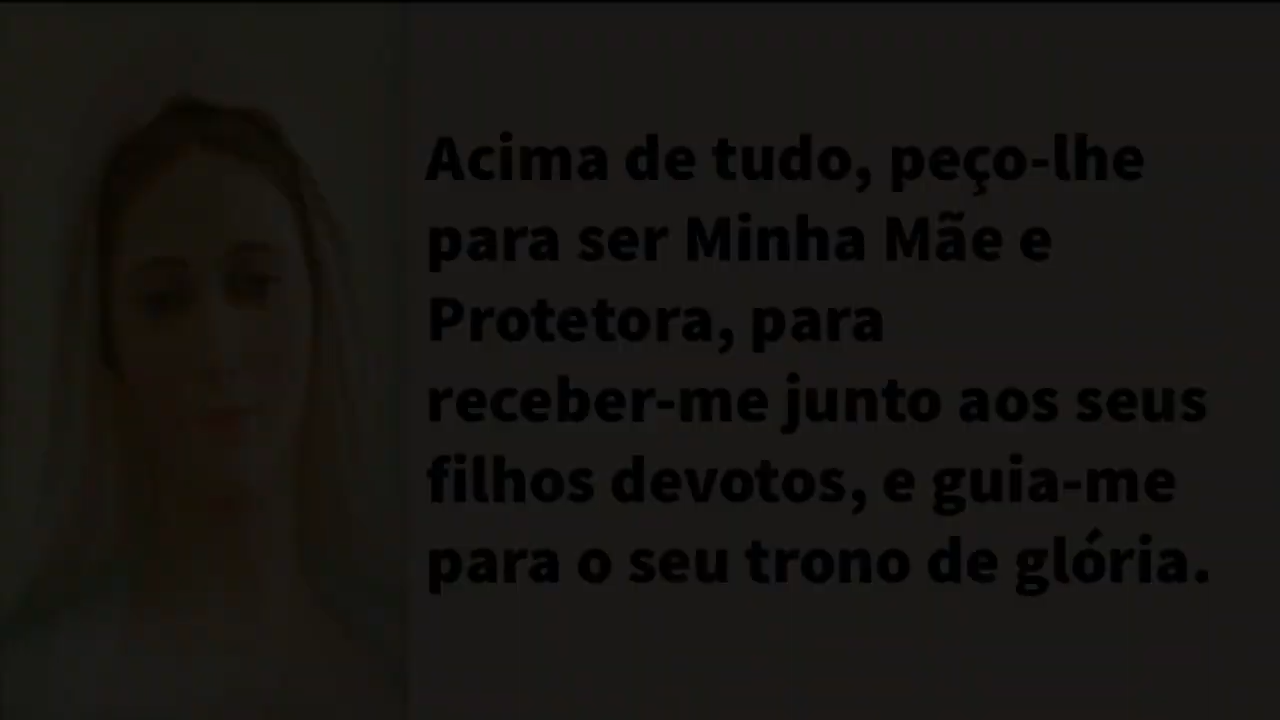 Acima de tudo, peço-lhe
para ser Minha Mãe e
Protetora, para
receber-me junto aos seus
filhos devotos, e guia-me
para o seu trono de glória.